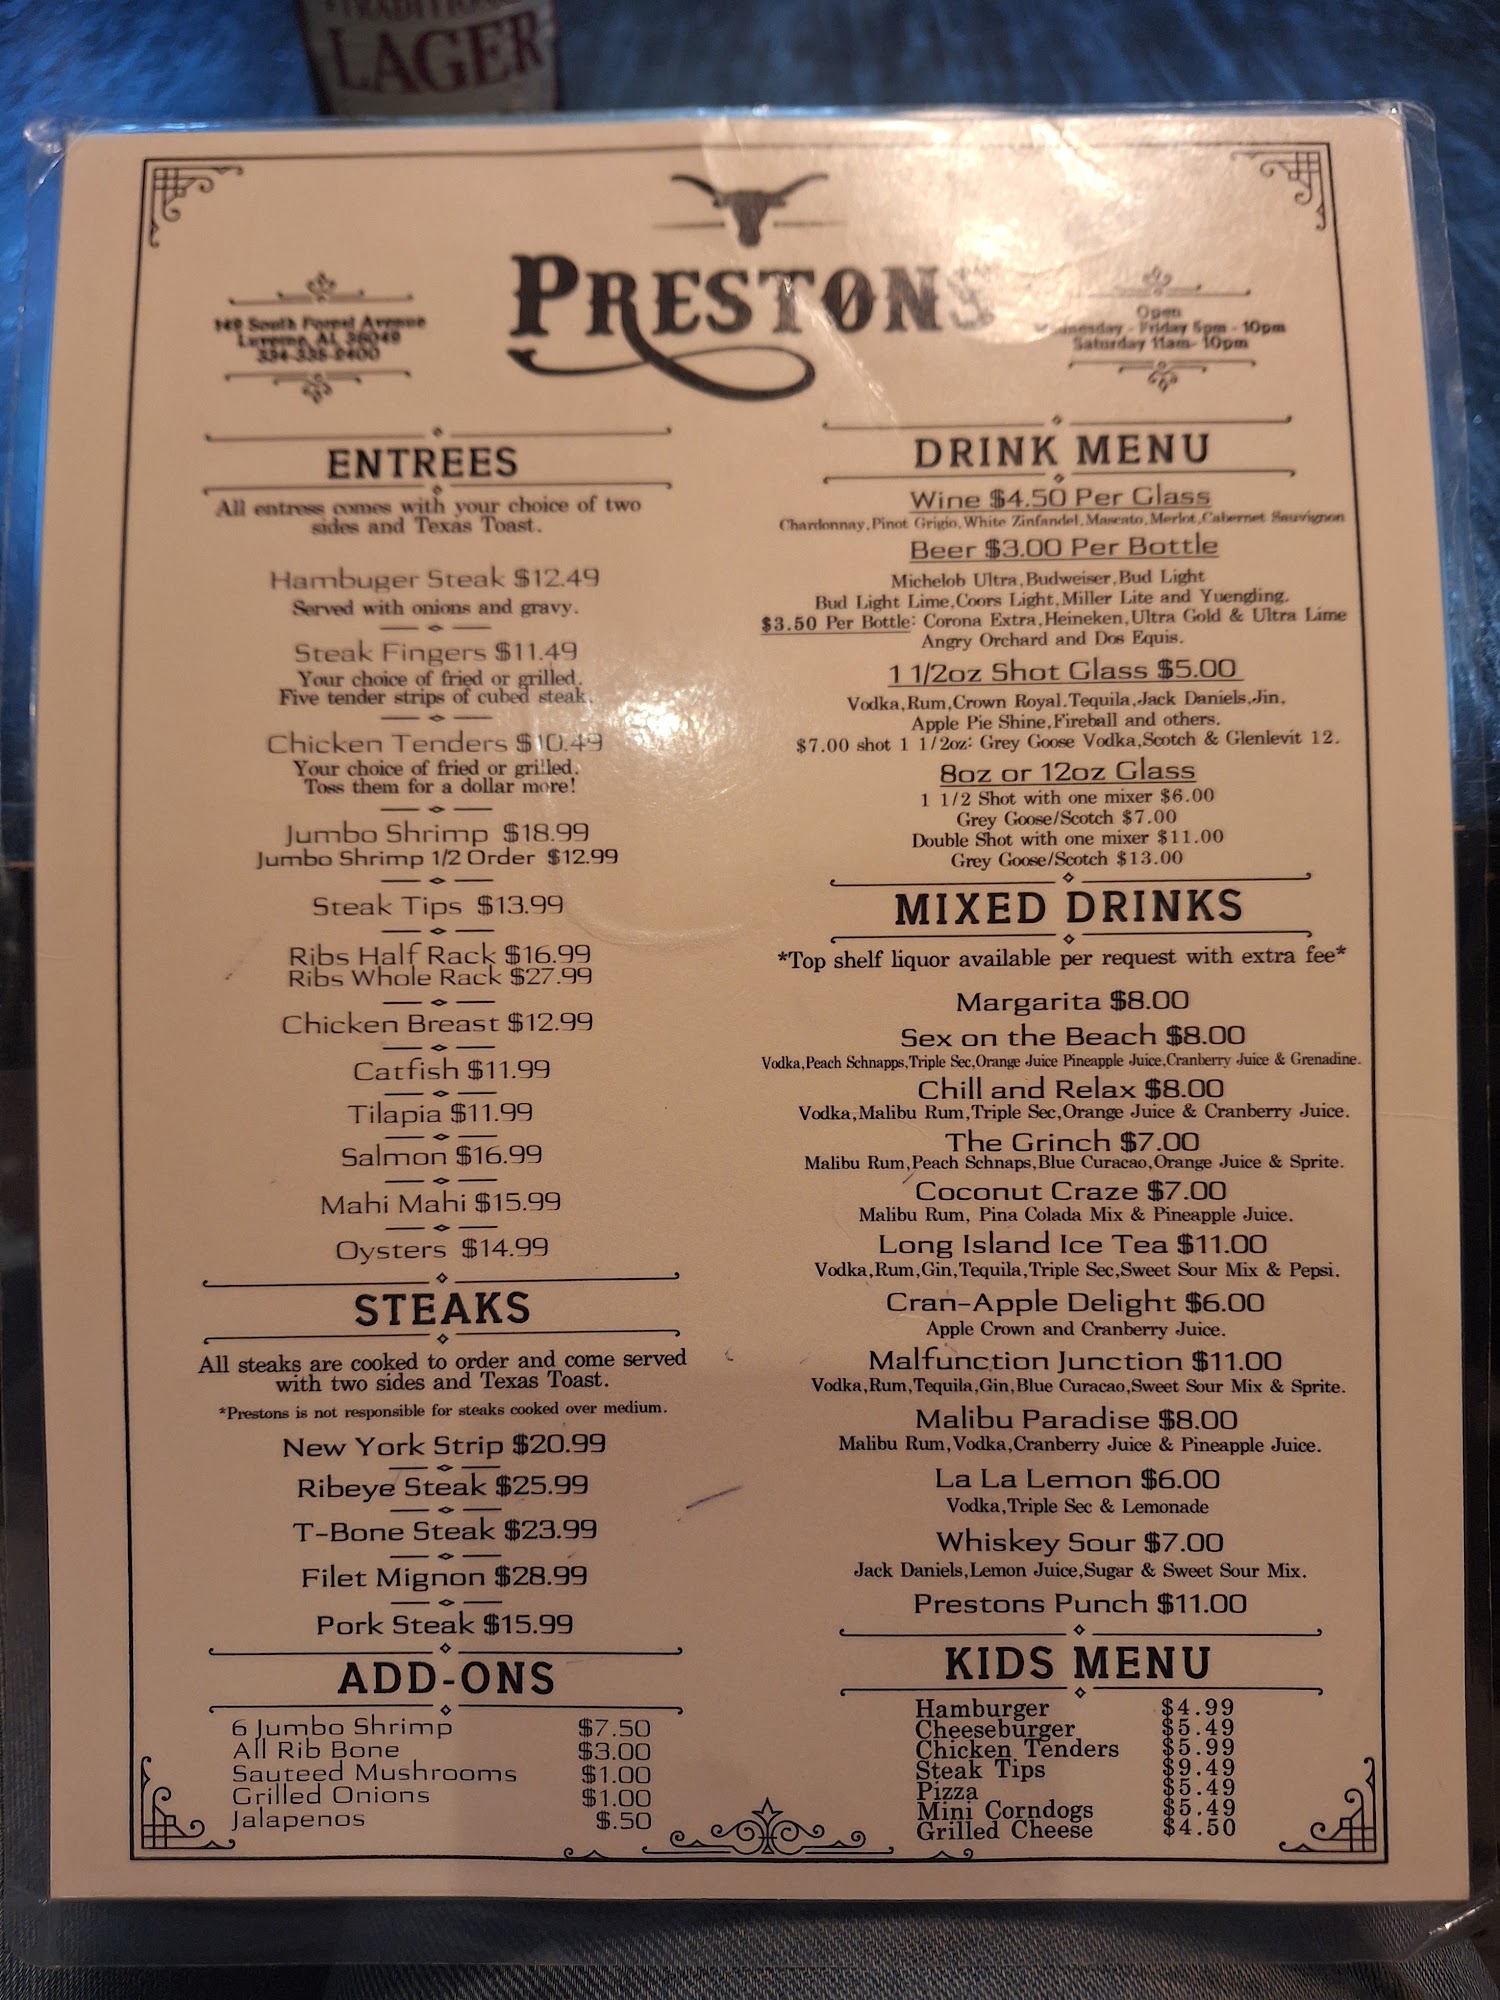 TRADITIONAL
LAGER
PRESTONS
149 South Forest Avenue
Luverne, AL 36049
334-335-2400
Open
Wednesday - Friday 5pm - 10pm
Saturday 11am- 10pm
ENTREES
All entress comes with your choice of two
sides and Texas Toast.
Hambuger Steak $12.49
Served with onions and gravy.
Steak Fingers $11.49
Your choice of fried or grilled.
Five tender strips of cubed steak.
Chicken Tenders $10.49
Your choice of fried or grilled.
Toss them for a dollar more!
Jumbo Shrimp $18.99
Jumbo Shrimp 1/2 Order $12.99
Steak Tips $13.99
Ribs Half Rack $16.99
Ribs Whole Rack $27.99
Chicken Breast $12.99
Catfish $11.99
Tilapia $11.99
Salmon $16.99
Mahi Mahi $15.99
Oysters $14.99
STEAKS
All steaks are cooked to order and come served
with two sides and Texas Toast.
*Prestons is not responsible for steaks cooked over medium.
New York Strip $20.99
Ribeye Steak $25.99
T-Bone Steak $23.99
Filet Mignon $28.99
Pork Steak $15.99
ADD-ONS
6 Jumbo Shrimp $7.50
All Rib Bone $3.00
Sauteed Mushrooms $1.00
Grilled Onions $1.00
Jalapenos $.50
DRINK MENU
Wine $4.50 Per Glass
Chardonnay,Pinot Grigio,White Zinfandel,Mascato,Merlot,Cabernet Sauvignon
Beer $3.00 Per Bottle
Michelob Ultra,Budweiser,Bud Light
Bud Light Lime,Coors Light,Miller Lite and Yuengling.
$3.50 Per Bottle: Corona Extra,Heineken,Ultra Gold & Ultra Lime
Angry Orchard and Dos Equis.
1 1/2oz Shot Glass $5.00
Vodka,Rum,Crown Royal,Tequila,Jack Daniels,Jin,
Apple Pie Shine,Fireball and others.
$7.00 shot 1 1/2oz: Grey Goose Vodka,Scotch & Glenlevit 12.
8oz or 12oz Glass
1 1/2 Shot with one mixer $6.00
Grey Goose/Scotch $7.00
Double Shot with one mixer $11.00
Grey Goose/Scotch $13.00
MIXED DRINKS
*Top shelf liquor available per request with extra fee*
Margarita $8.00
Sex on the Beach $8.00
Vodka,Peach Schnapps,Triple Sec,Orange Juice Pineapple Juice,Cranberry Juice & Grenadine.
Chill and Relax $8.00
Vodka,Malibu Rum,Triple Sec,Orange Juice & Cranberry Juice.
The Grinch $7.00
Malibu Rum,Peach Schnaps,Blue Curacao,Orange Juice & Sprite.
Coconut Craze $7.00
Malibu Rum, Pina Colada Mix & Pineapple Juice.
Long Island Ice Tea $11.00
Vodka,Rum,Gin,Tequila,Triple Sec,Sweet Sour Mix & Pepsi.
Cran-Apple Delight $6.00
Apple Crown and Cranberry Juice.
Malfunction Junction $11.00
Vodka,Rum,Tequila,Gin,Blue Curacao,Sweet Sour Mix & Sprite.
Malibu Paradise $8.00
Malibu Rum,Vodka,Cranberry Juice & Pineapple Juice.
La La Lemon $6.00
Vodka,Triple Sec & Lemonade
Whiskey Sour $7.00
Jack Daniels,Lemon Juice,Sugar & Sweet Sour Mix.
Prestons Punch $11.00
KIDS MENU
Hamburger $4.99
Cheeseburger $5.49
Chicken Tenders $5.99
Steak Tips $9.49
Pizza $5.49
Mini Corndogs $5.49
Grilled Cheese $4.50